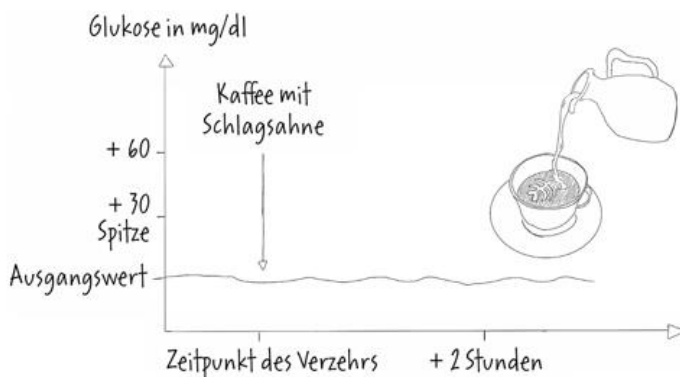 Glukose in mg/dl
Kaffee mit
Schlagsahne
+ 60
+ 30
Spitze
Ausgangswert
Zeitpunkt des Verzehrs
+ 2 Stunden